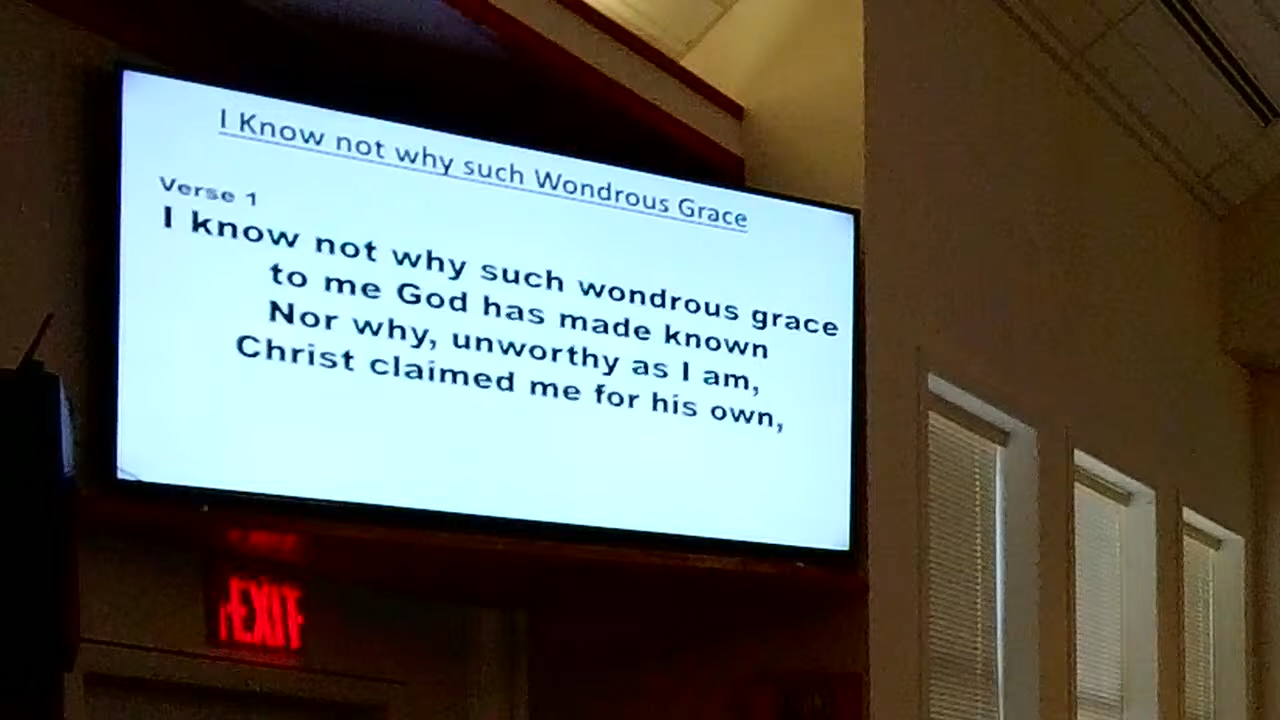 I Know not why such Wondrous Grace
Verse 1
I know not why such wondrous grace
to me God has made known
Nor why, unworthy as I am,
Christ claimed me for his own,
EXIT